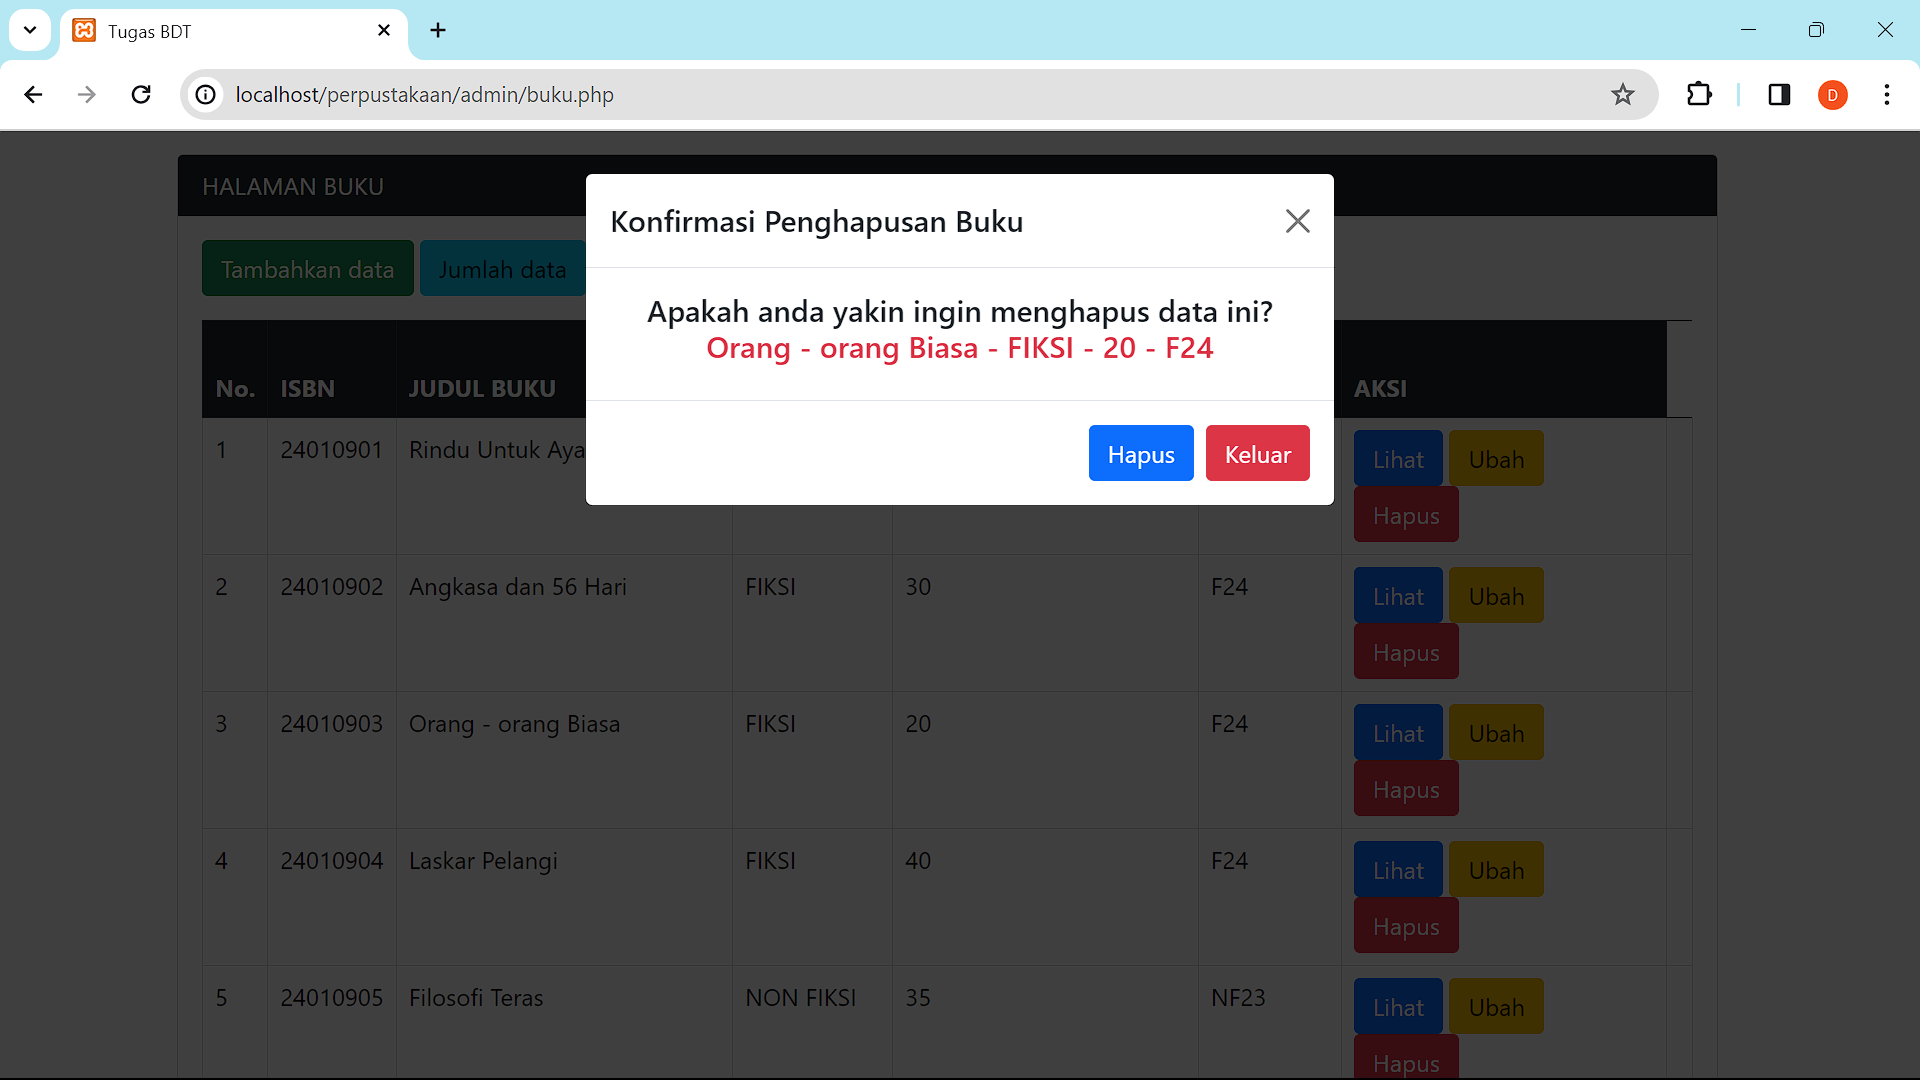 Tugas BDT
localhost/perpustakaan/admin/buku.php
D
HALAMAN BUKU
Konfirmasi Penghapusan Buku
Tambahkan data Jumlah data
Apakah anda yakin ingin menghapus data ini?
Orang - orang Biasa - FIKSI - 20 - F24
Hapus Keluar
No. ISBN JUDUL BUKU AKSI
1 24010901 Rindu Untuk Lihat Ubah
Hapus
2 24010902 Angkasa dan 56 Hari FIKSI 30 F24 Lihat Ubah
Hapus
3 24010903 Orang - orang Biasa FIKSI 20 F24 Lihat Ubah
Hapus
4 24010904 Laskar Pelangi FIKSI 40 F24 Lihat Ubah
Hapus
5 24010905 Filosofi Teras NON FIKSI 35 NF23 Lihat Ubah
Hapus